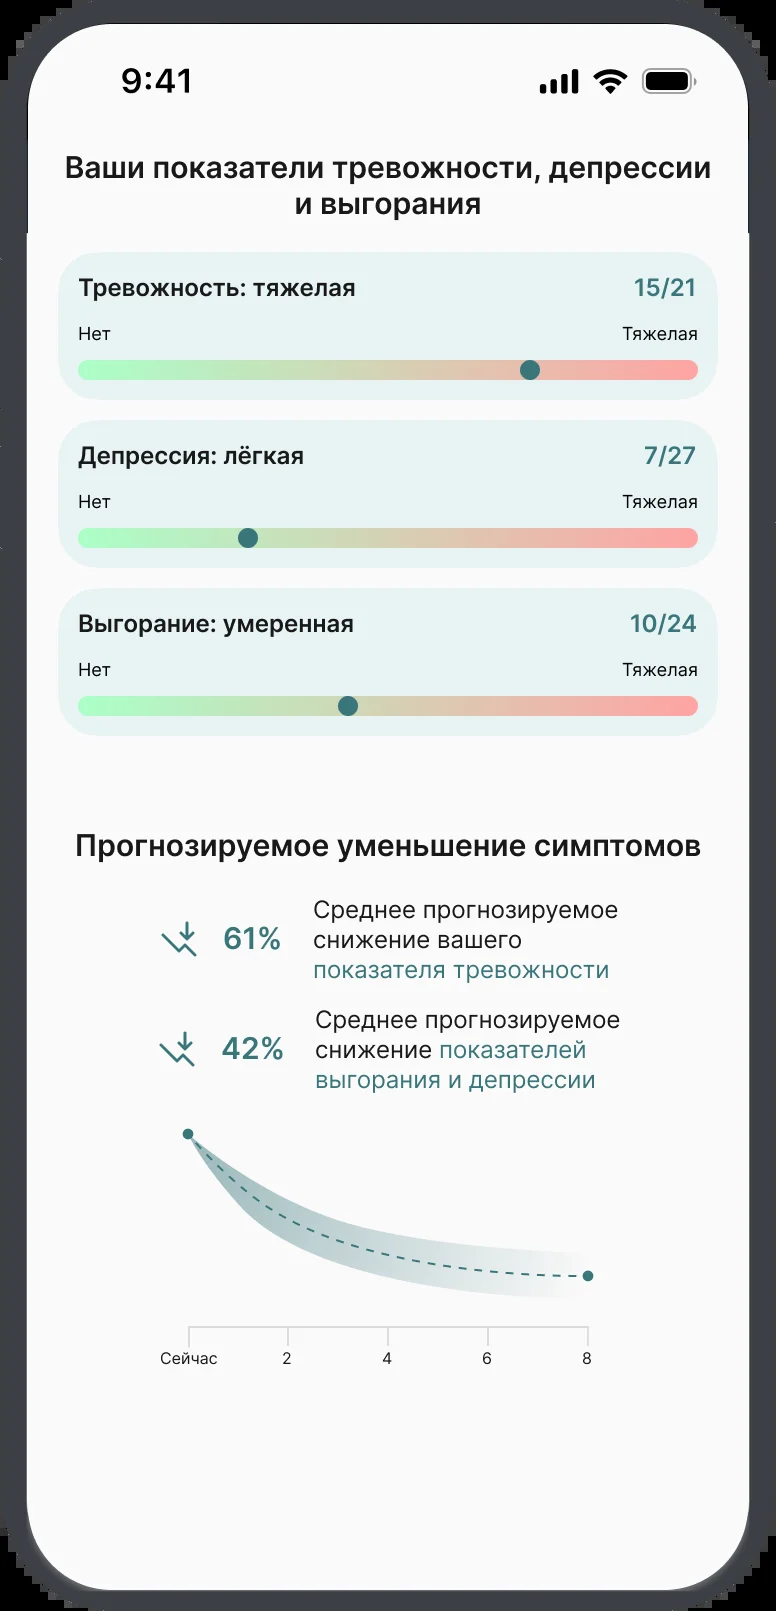 9:41
Ваши показатели тревожности, депрессии
и выгорания
Тревожность: тяжелая 15/21
Нет Тяжелая
Депрессия: лёгкая 7/27
Нет Тяжелая
Выгорание: умеренная 10/24
Нет Тяжелая
Прогнозируемое уменьшение симптомов
61%
Среднее прогнозируемое
снижение вашего
показателя тревожности
42%
Среднее прогнозируемое
снижение показателей
выгорания и депрессии
Сейчас 2 4 6 8